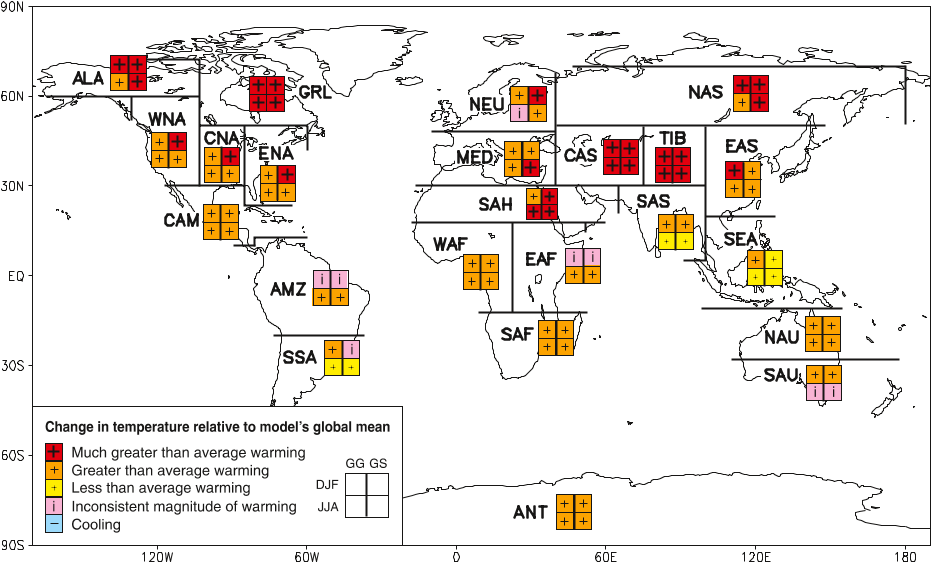 90N
60N
30N
EQ
30S
60S
90S
ALA
GRL
WNA
CNA
ENA
CAM
AMZ
SSA
NEU
MED
CAS
TIB
NAS
EAS
SAH
SAS
SEA
WAF
EAF
SAF
NAU
SAU
ANT
i
i i
i
i i
i i
Change in temperature relative to model's global mean
+ Much greater than average warming
+ Greater than average warming
+ Less than average warming
i Inconsistent magnitude of warming
− Cooling
GG GS
DJF
JJA
120W
60W
0
60E
120E
180